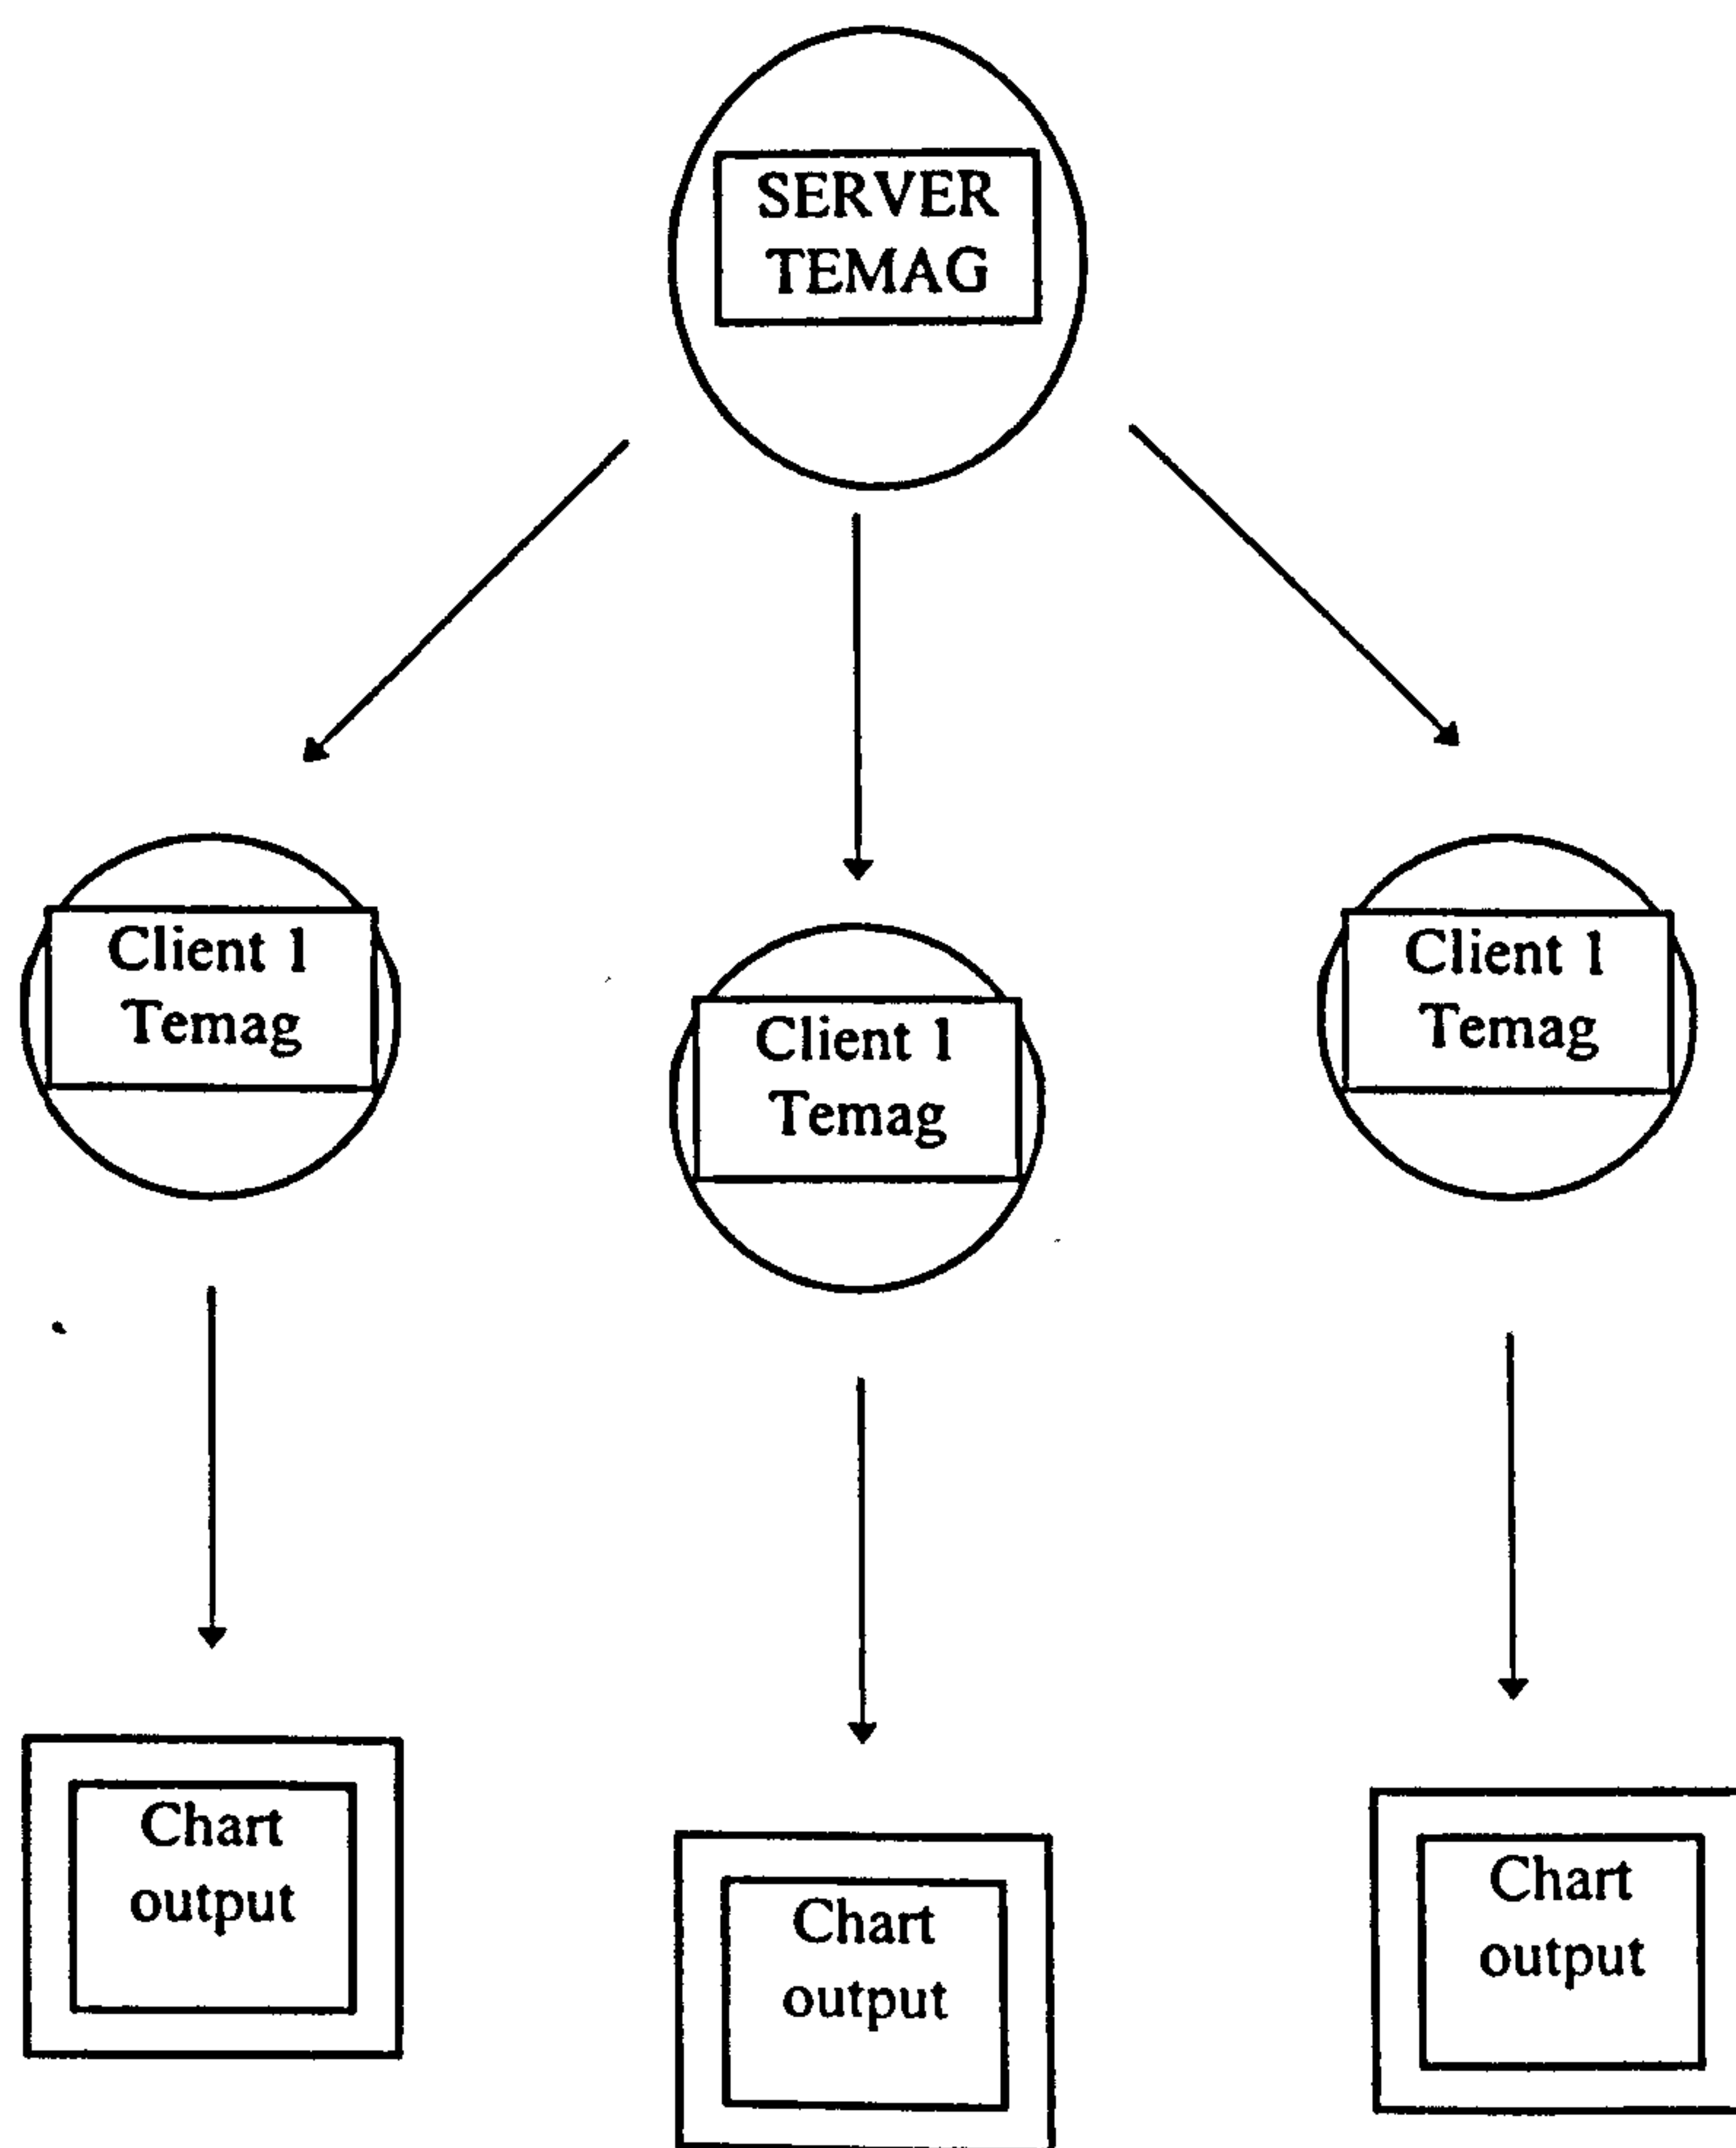 SERVER
TEMAG
Client 1
Temag
Client 1
Temag
Client 1
Temag
Chart
output
Chart
output
Chart
output